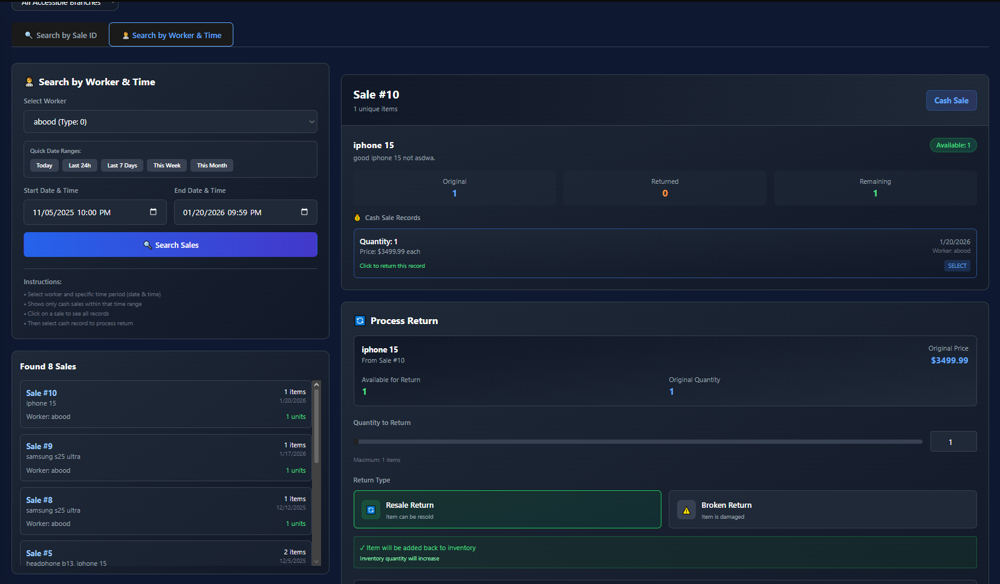 All Accessible Branches
Search by Sale ID
Search by Worker & Time
Search by Worker & Time
Select Worker
abood (Type: 0)
Quick Date Ranges:
Today
Last 24h
Last 7 Days
This Week
This Month
Start Date & Time
End Date & Time
11/05/2025 10:00 PM
01/20/2026 09:59 PM
Search Sales
Instructions:
• Select worker and specific time period (date & time)
• Shows only cash sales within that time range
• Click on a sale to see all records
• Then select cash record to process return
Found 8 Sales
Sale #10
1 items
iphone 15
1/20/2026
Worker: abood
1 units
Sale #9
1 items
samsung s25 ultra
1/17/2026
Worker: abood
1 units
Sale #8
1 items
samsung s25 ultra
12/12/2025
Worker: abood
1 units
Sale #5
2 items
headphone b13, iphone 15
12/5/2025
Sale #10
1 unique items
Cash Sale
iphone 15
Available: 1
good iphone 15 not asdwa.
Original
1
Returned
0
Remaining
1
Cash Sale Records
Quantity: 1
1/20/2026
Price: $3499.99 each
Worker: abood
Click to return this record
SELECT
Process Return
iphone 15
Original Price
From Sale #10
$3499.99
Available for Return
Original Quantity
1
1
Quantity to Return
1
Maximum: 1 items
Return Type
Resale Return
Item can be resold
Broken Return
Item is damaged
✓ Item will be added back to inventory
Inventory quantity will increase